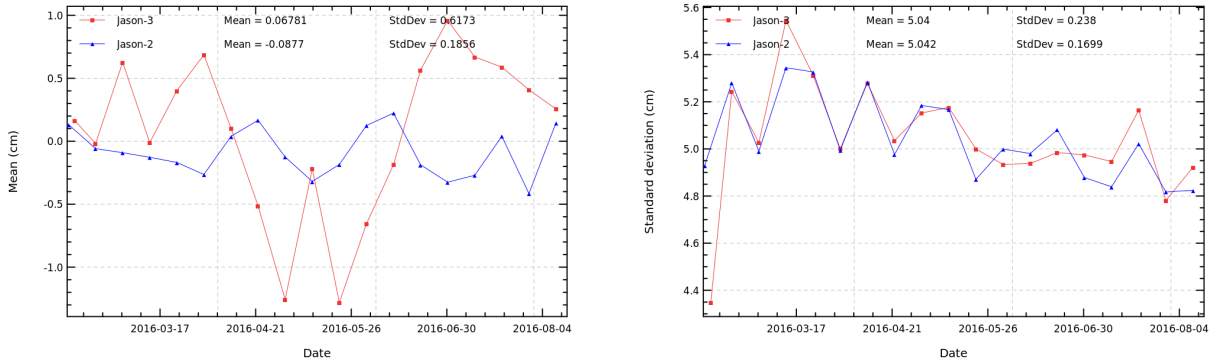 1.0
0.5
0.0
-0.5
-1.0
Mean (cm)
Jason-3 Mean = 0.06781 StdDev = 0.6173
Jason-2 Mean = -0.0877 StdDev = 0.1856
2016-03-17 2016-04-21 2016-05-26 2016-06-30 2016-08-04
Date
5.6
5.4
5.2
5.0
4.8
4.6
4.4
Standard deviation (cm)
Jason-3 Mean = 5.04 StdDev = 0.238
Jason-2 Mean = 5.042 StdDev = 0.1699
2016-03-17 2016-04-21 2016-05-26 2016-06-30 2016-08-04
Date